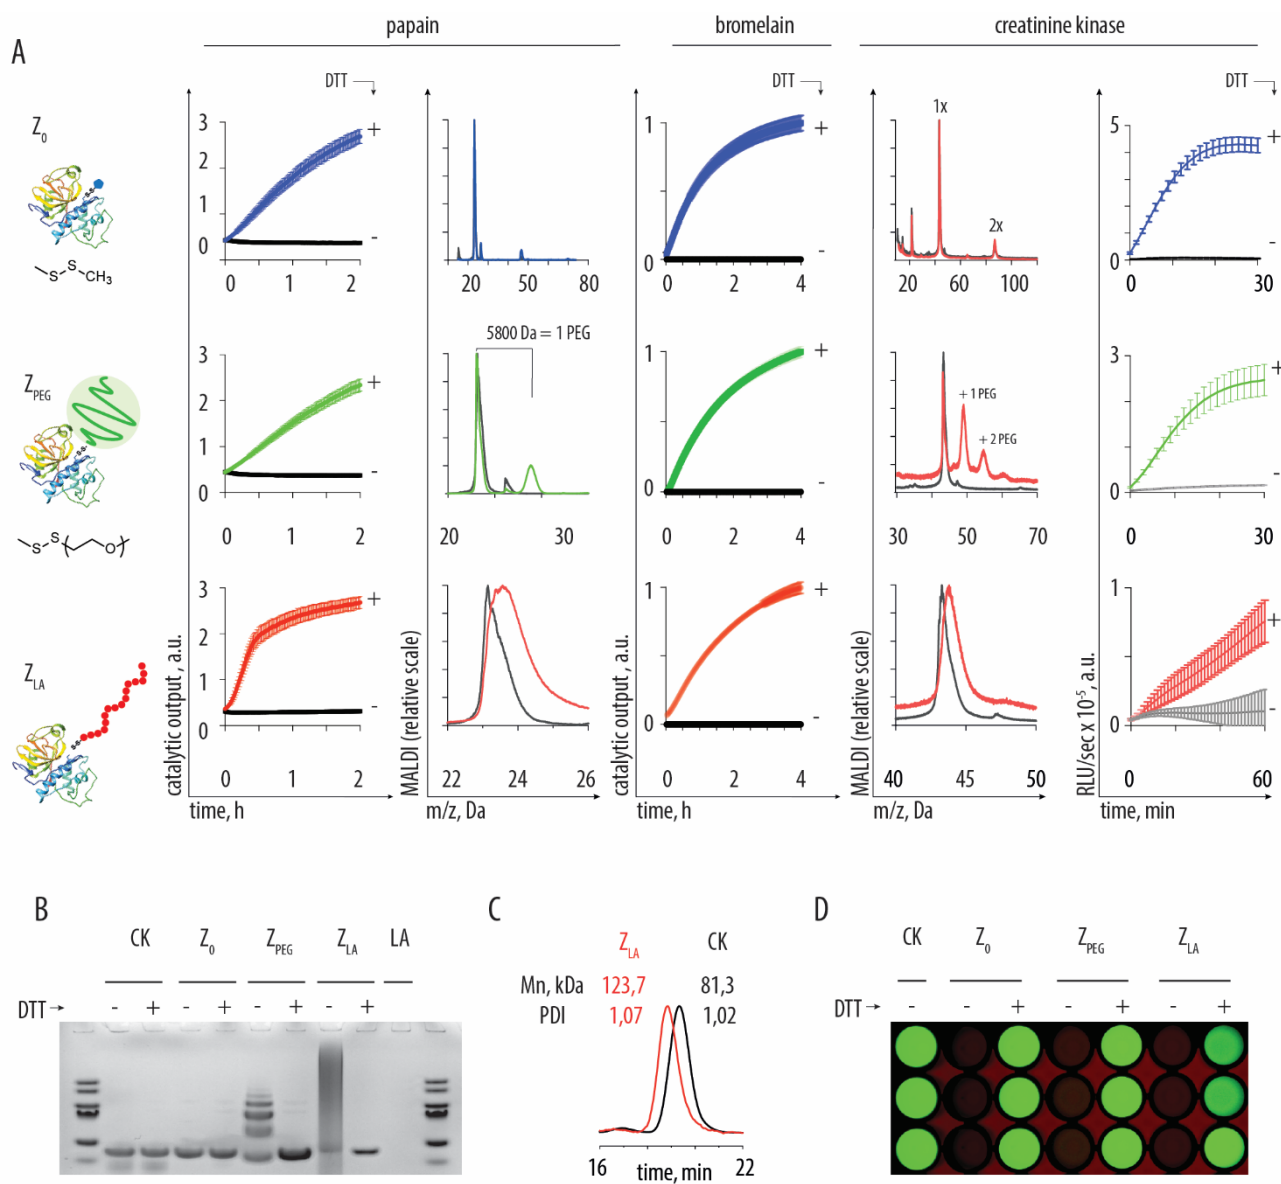 papain bromelain creatinine kinase
A
DTT DTT DTT
Z0
3 2 1 0
+ -
0 1 2
20 50 80
1 0
+ -
0 2 4
1x
2x
20 60 100
5 0
+ -
0 30
S S CH3
ZPEG
3 2 1 0
+ -
0 1 2
5800 Da = 1 PEG
20 30
1 0
+ -
0 2 4
+ 1 PEG
+ 2 PEG
30 50 50 70
3 0
+ -
0 30
S S O
ZLA
3 2 1 0
+ -
0 1 2
22 24 26
1 0
+ -
0 2 4
40 45 50
1 0
+ -
0 60
catalytic output , a.u.
time, h
MALDI (relative scale)
m/z, Da
catalytic output, a.u.
time, h
MALDI (relative scale)
m/z, Da
RLU/sec x 10-5, a.u.
time, min
B
CK Z0 ZPEG ZLA LA
DTT → - + - + - + - +
C
ZLA CK
Mn, kDa 123,7 81,3
PDI 1,07 1,02
16 22
time, min
D
CK Z0 ZPEG ZLA
DTT → - - + - + - +